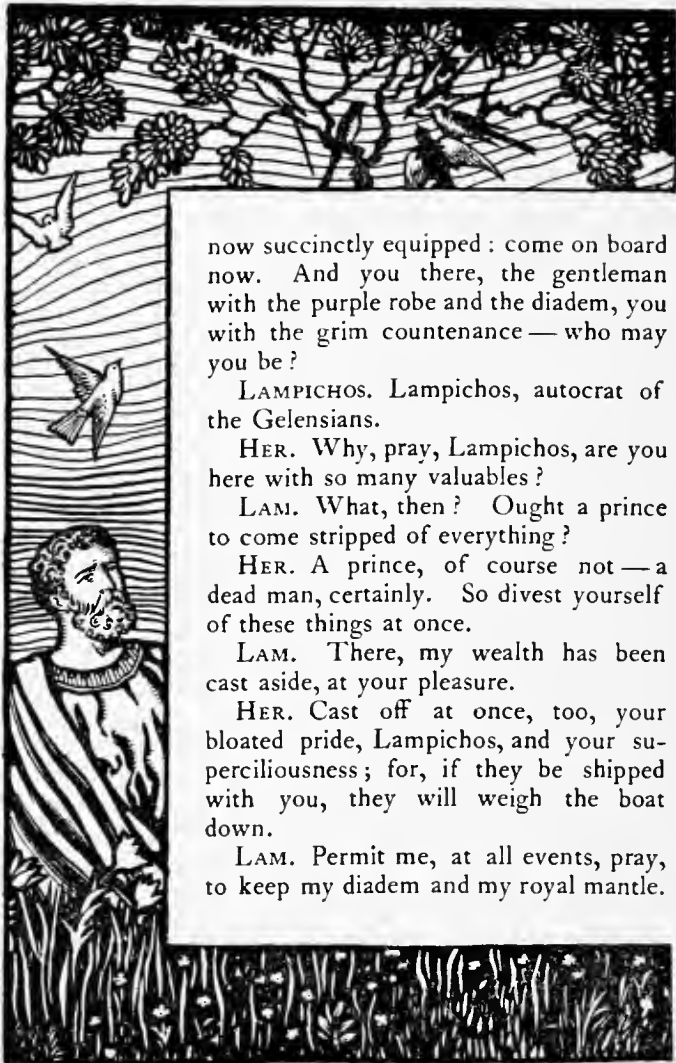 now succinctly equipped : come on board
now. And you there, the gentleman
with the purple robe and the diadem, you
with the grim countenance — who may
you be ?
LAMPICHOS. Lampichos, autocrat of
the Gelensians.
HER. Why, pray, Lampichos, are you
here with so many valuables ?
LAM. What, then ? Ought a prince
to come stripped of everything ?
HER. A prince, of course not — a
dead man, certainly. So divest yourself
of these things at once.
LAM. There, my wealth has been
cast aside, at your pleasure.
HER. Cast off at once, too, your
bloated pride, Lampichos, and your su-
perciliousness ; for, if they be shipped
with you, they will weigh the boat
down.
LAM. Permit me, at all events, pray,
to keep my diadem and my royal mantle.